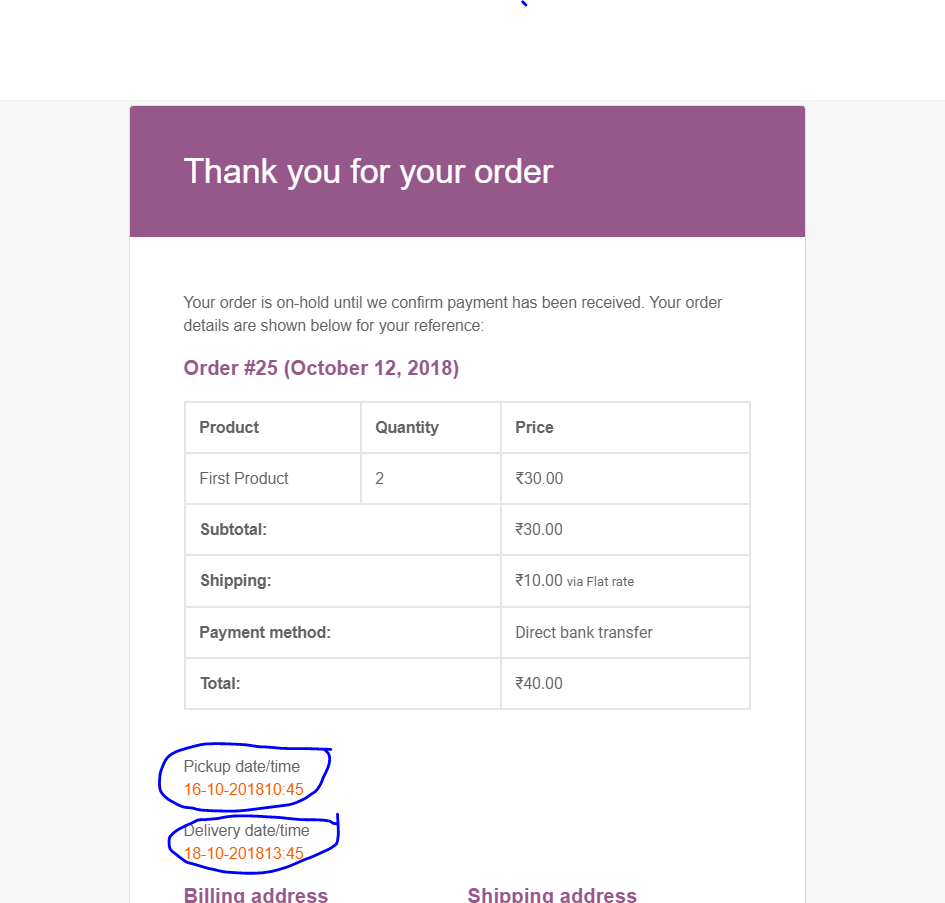 Thank you for your order
Your order is on-hold until we confirm payment has been received. Your order
details are shown below for your reference:
Order #25 (October 12, 2018)
Product Quantity Price
First Product 2 ₹30.00
Subtotal: ₹30.00
Shipping: ₹10.00 via Flat rate
Payment method: Direct bank transfer
Total: ₹40.00
Pickup date/time
16-10-201810:45
Delivery date/time
18-10-201813:45
Billing address Shipping address